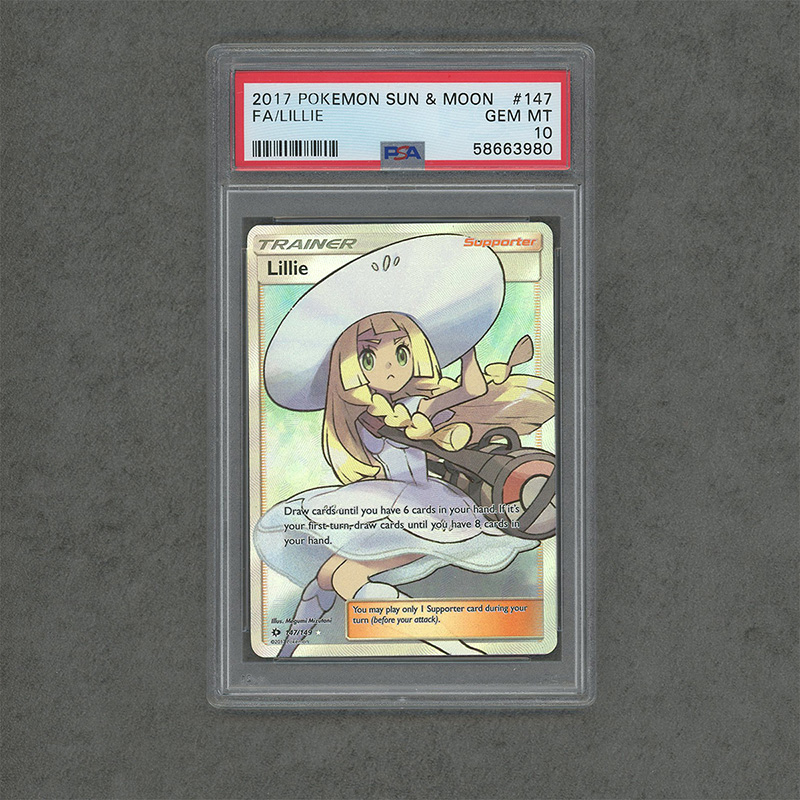 2017 POKEMON SUN & MOON #147
FA/LILLIE GEM MT
10
PSA 58663980
TRAINER Supporter
Lillie
Draw cards until you have 6 cards in your hand. If it's
your first turn, draw cards until you have 8 cards in
your hand.
You may play only 1 Supporter card during your
turn (before your attack).
Illus. Megumi Mizutani
147/149
©2017 Pokémon